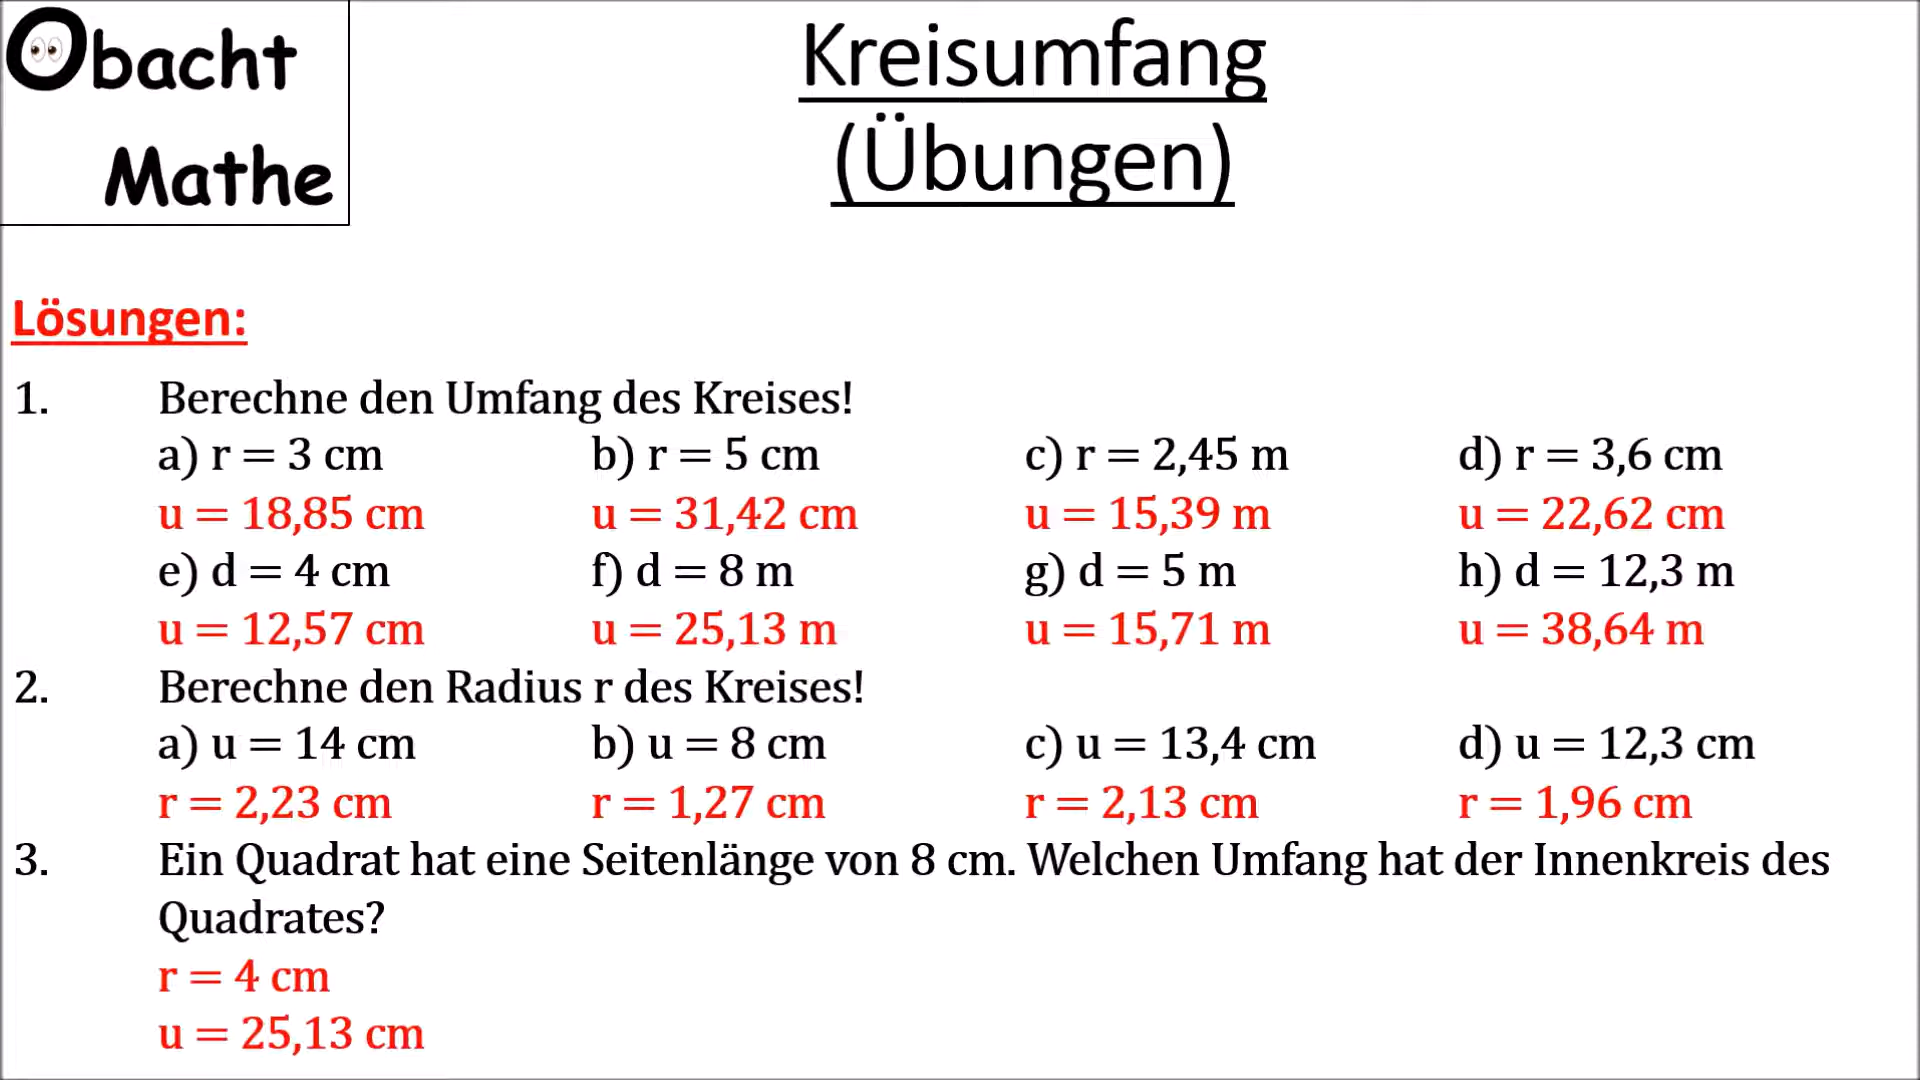 Obacht
Mathe
Kreisumfang
(Übungen)
Lösungen:
1. Berechne den Umfang des Kreises!
a) r = 3 cm b) r = 5 cm c) r = 2,45 m d) r = 3,6 cm
u = 18,85 cm u = 31,42 cm u = 15,39 m u = 22,62 cm
e) d = 4 cm f) d = 8 m g) d = 5 m h) d = 12,3 m
u = 12,57 cm u = 25,13 m u = 15,71 m u = 38,64 m
2. Berechne den Radius r des Kreises!
a) u = 14 cm b) u = 8 cm c) u = 13,4 cm d) u = 12,3 cm
r = 2,23 cm r = 1,27 cm r = 2,13 cm r = 1,96 cm
3. Ein Quadrat hat eine Seitenlänge von 8 cm. Welchen Umfang hat der Innenkreis des
Quadrates?
r = 4 cm
u = 25,13 cm